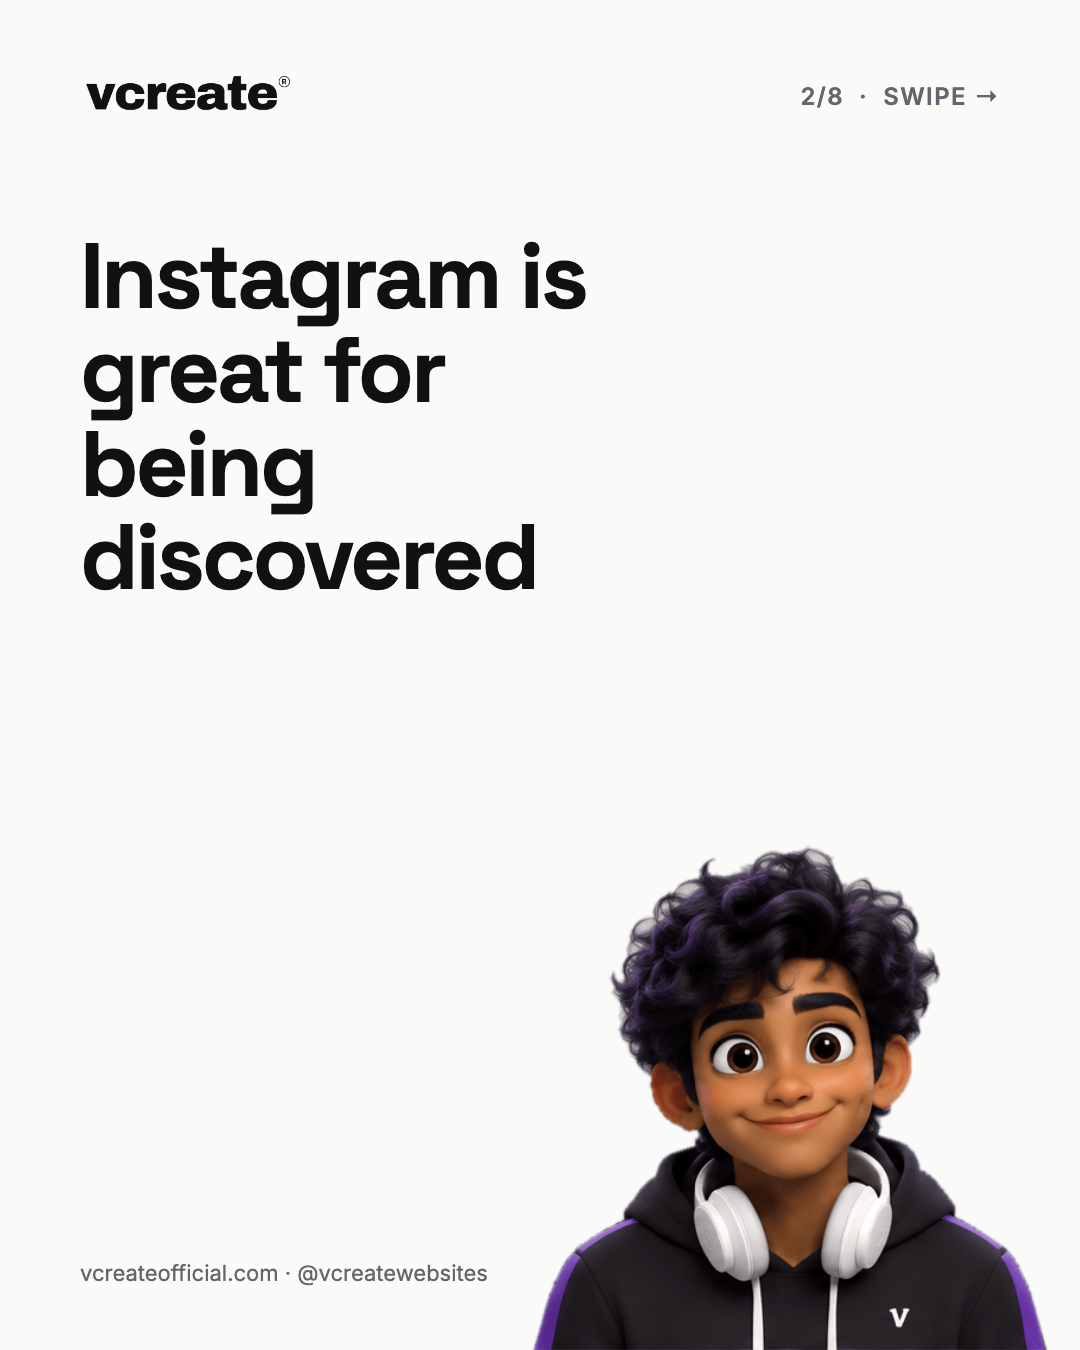 vcreate®
2/8 · SWIPE →
Instagram is
great for
being
discovered
vcreateofficial.com · @vcreatewebsites
v